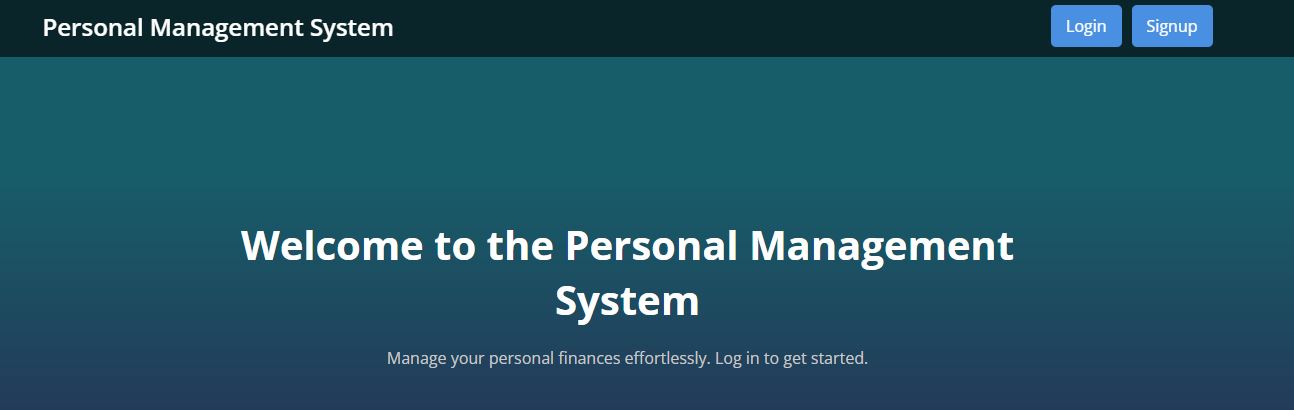 Personal Management System
Login
Signup
Welcome to the Personal Management
System
Manage your personal finances effortlessly. Log in to get started.